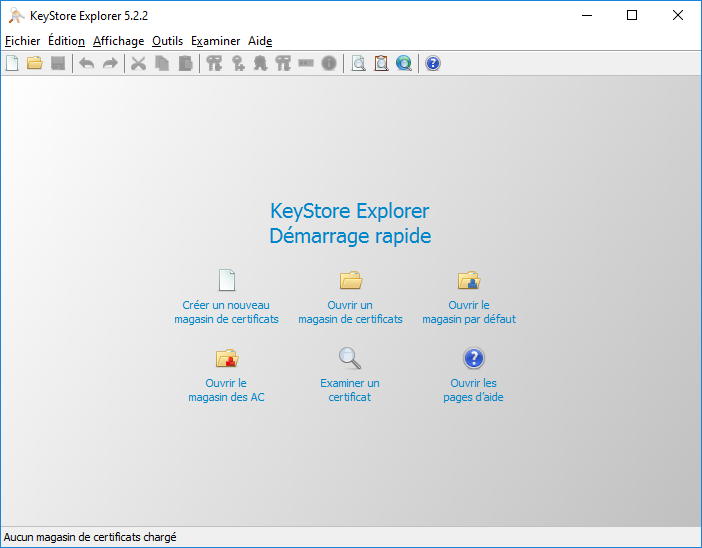 KeyStore Explorer 5.2.2
Fichier Édition Affichage Outils Examiner Aide
KeyStore Explorer
Démarrage rapide
Créer un nouveau
magasin de certificats
Ouvrir un
magasin de certificats
Ouvrir le
magasin par défaut
Ouvrir le
magasin des AC
Examiner un
certificat
Ouvrir les
pages d'aide
Aucun magasin de certificats chargé